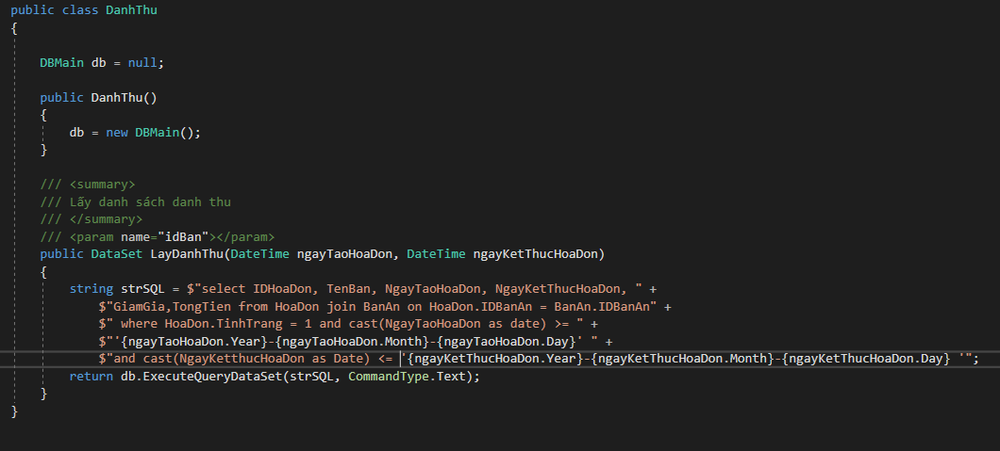 public class DanhThu
{
DBMain db = null;
public DanhThu()
{
db = new DBMain();
}
/// <summary>
/// Lấy danh sách danh thu
/// </summary>
/// <param name="idBan"></param>
public DataSet LayDanhThu(DateTime ngayTaoHoaDon, DateTime ngayKetThucHoaDon)
{
string strSQL = $"select IDHoaDon, TenBan, NgayTaoHoaDon, NgayKetThucHoaDon, " +
$"GiamGia,TongTien from HoaDon join BanAn on HoaDon.IDBanAn = BanAn.IDBanAn" +
$" where HoaDon.TinhTrang = 1 and cast(NgayTaoHoaDon as date) >= " +
$"'{ngayTaoHoaDon.Year}-{ngayTaoHoaDon.Month}-{ngayTaoHoaDon.Day}' " +
$"and cast(NgayKetthucHoaDon as Date) <= '{ngayKetThucHoaDon.Year}-{ngayKetThucHoaDon.Month}-{ngayKetThucHoaDon.Day} '";
return db.ExecuteQueryDataSet(strSQL, CommandType.Text);
}
}